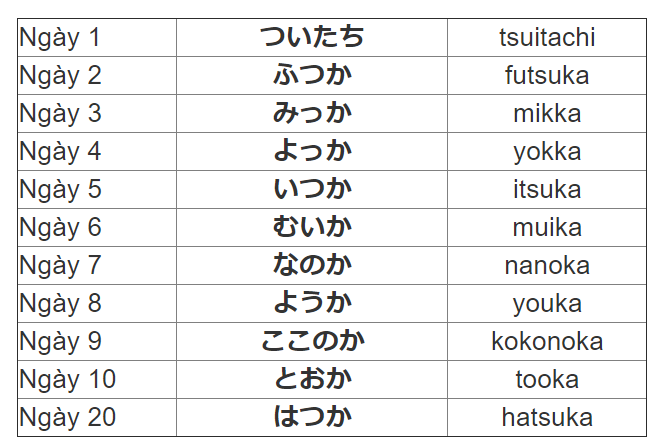 Ngày 1 ついたち tsuitachi
Ngày 2 ふつか futsuka
Ngày 3 みっか mikka
Ngày 4 よっか yokka
Ngày 5 いつか itsuka
Ngày 6 むいか muika
Ngày 7 なのか nanoka
Ngày 8 ようか youka
Ngày 9 ここのか kokonoka
Ngày 10 とおか tooka
Ngày 20 はつか hatsuka